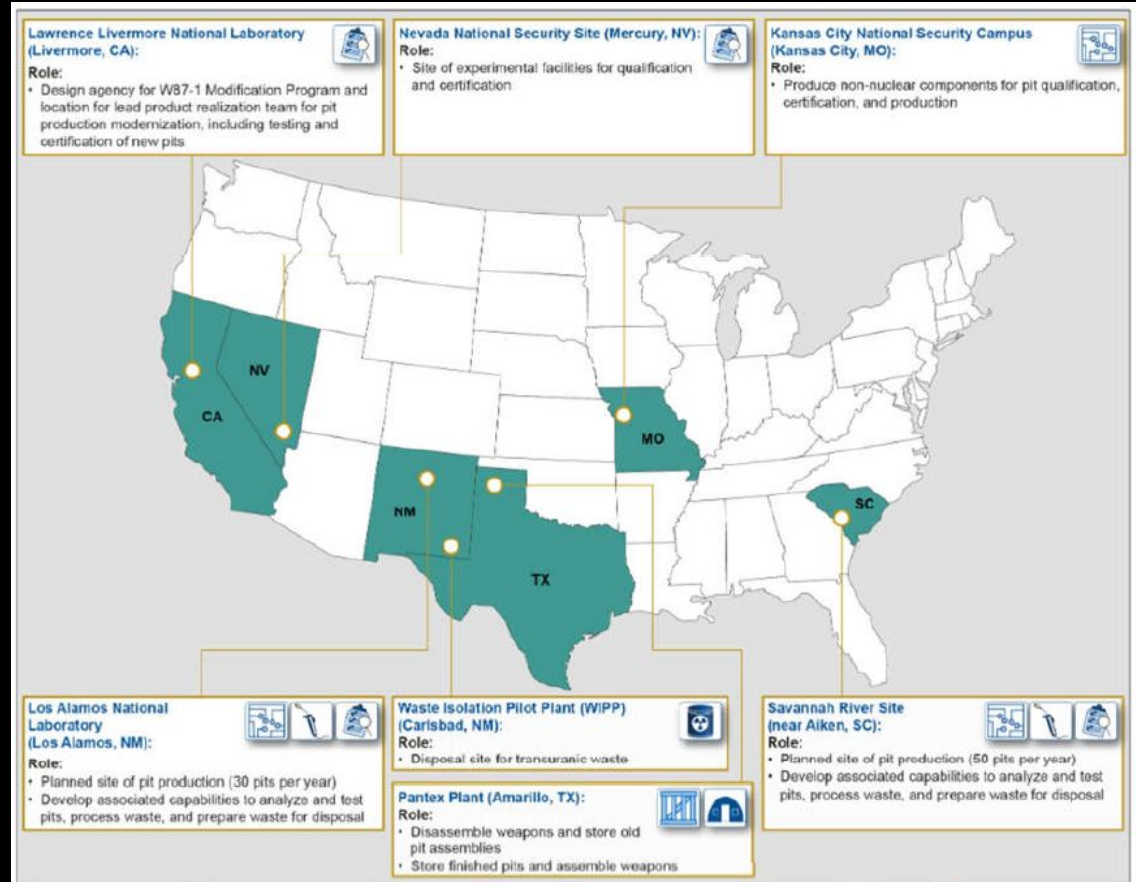 Lawrence Livermore National Laboratory
(Livermore, CA):
Role:
• Design agency for W87-1 Modification Program and
location for lead product realization team for pit
production modernization, including testing and
certification of new pits
Nevada National Security Site (Mercury, NV):
Role:
• Site of experimental facilities for qualification
and certification
Kansas City National Security Campus
(Kansas City, MO):
Role:
• Produce non-nuclear components for pit qualification,
certification, and production
NV
CA
MO
NM
SC
TX
Los Alamos National
Laboratory
(Los Alamos, NM):
Role:
• Planned site of pit production (30 pits per year)
• Develop associated capabilities to analyze and test
pits, process waste, and prepare waste for disposal
Waste Isolation Pilot Plant (WIPP)
(Carlsbad, NM):
Role:
• Disposal site for transuranic waste
Pantex Plant (Amarillo, TX):
Role:
• Disassemble weapons and store old
pit assemblies
• Store finished pits and assemble weapons
Savannah River Site
(near Aiken, SC):
Role:
• Planned site of pit production (50 pits per year)
• Develop associated capabilities to analyze and test
pits, process waste, and prepare waste for disposal